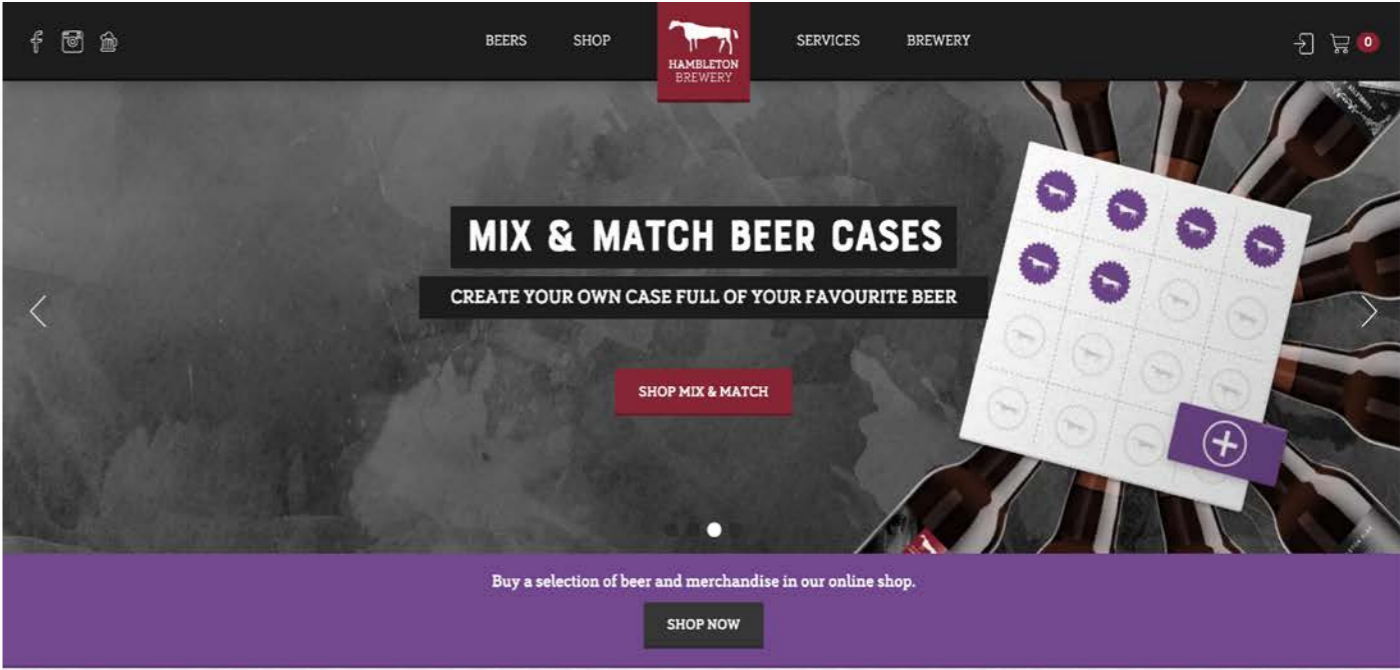 BEERS
SHOP
HAMBLETON
BREWERY
SERVICES
BREWERY
0
MIX & MATCH BEER CASES
CREATE YOUR OWN CASE FULL OF YOUR FAVOURITE BEER
SHOP MIX & MATCH
Buy a selection of beer and merchandise in our online shop.
SHOP NOW